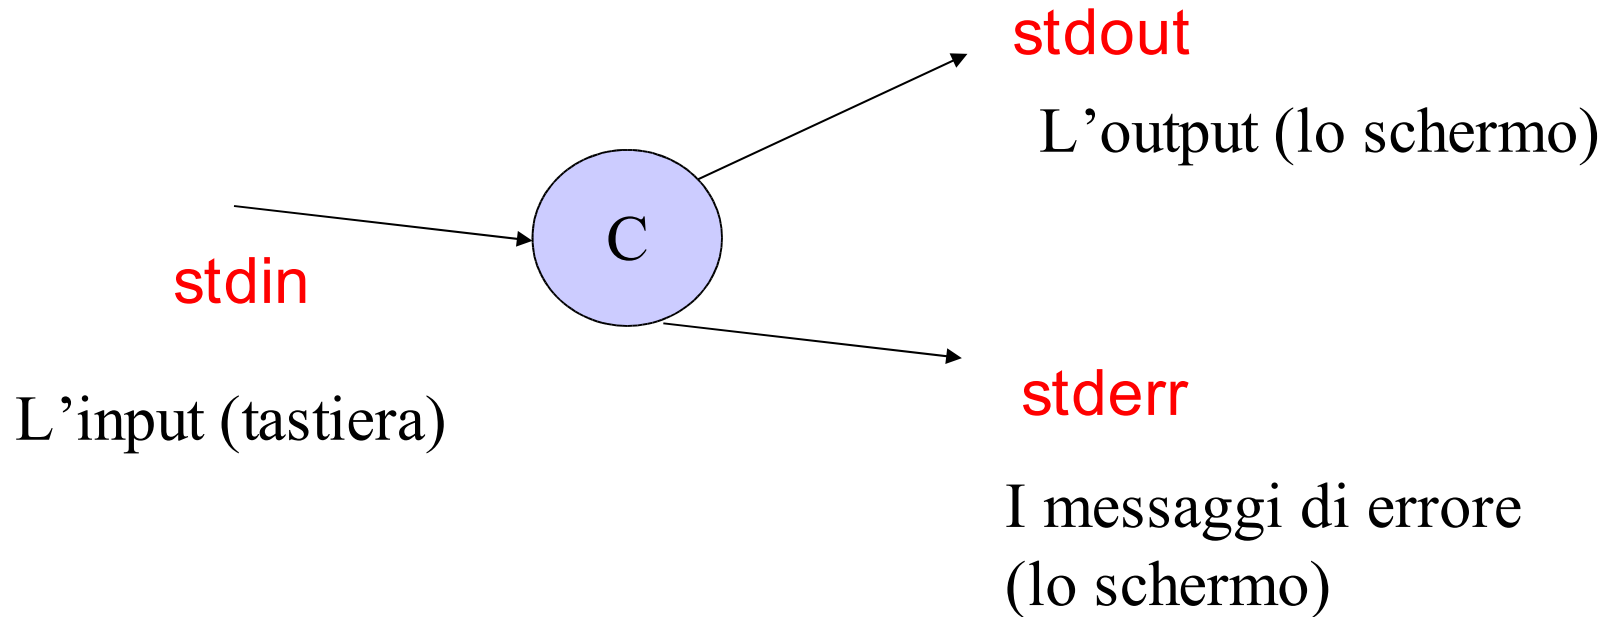 stdout
L’output (lo schermo)
C
stdin
L’input (tastiera)
stderr
I messaggi di errore
(lo schermo)